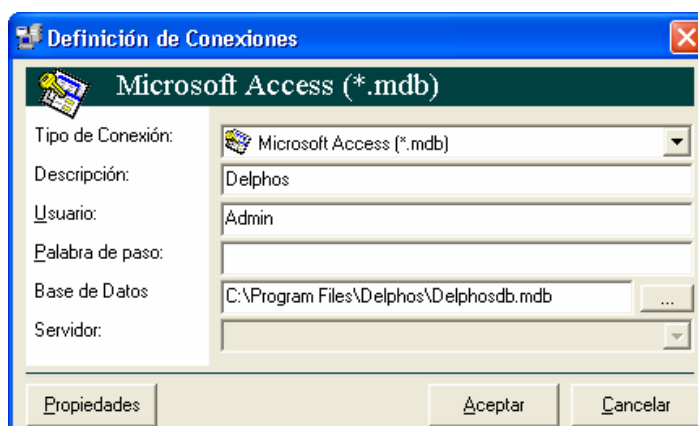 Definición de Conexiones
Microsoft Access (*.mdb)
Tipo de Conexión: Microsoft Access (*.mdb)
Descripción: Delphos
Usuario: Admin
Palabra de paso:
Base de Datos C:\Program Files\Delphos\Delphosdb.mdb ...
Servidor:
Propiedades Aceptar Cancelar